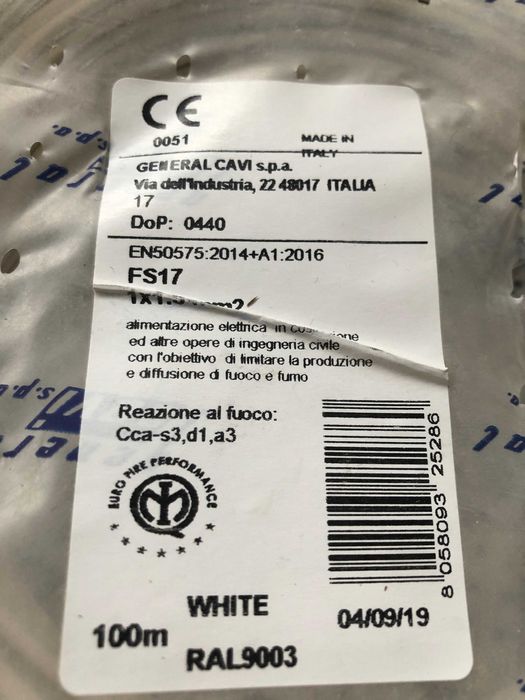 CE
0051
MADE IN
ITALY
GENERAL CAVI s.p.a.
Via dell'Industria, 22 48017 ITALIA
17
DoP: 0440
EN50575:2014+A1:2016
FS17
alimentazione elettrica in
ed altre opere di ingegneria civile
con l'obiettivo di limitare la produzione
e diffusione di fuoco e fumo
Reazione al fuoco:
Cca-s3,d1,a3
EURO FIRE PERFORMANCE
IMQ
8 058093 25286
WHITE
04/09/19
100m
RAL9003